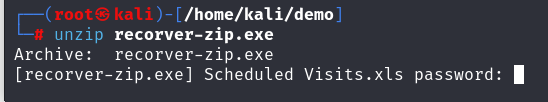 ┌──(root㉿kali)-[/home/kali/demo]
└─# unzip recorver-zip.exe
Archive:  recorver-zip.exe
[recorver-zip.exe] Scheduled Visits.xls password: